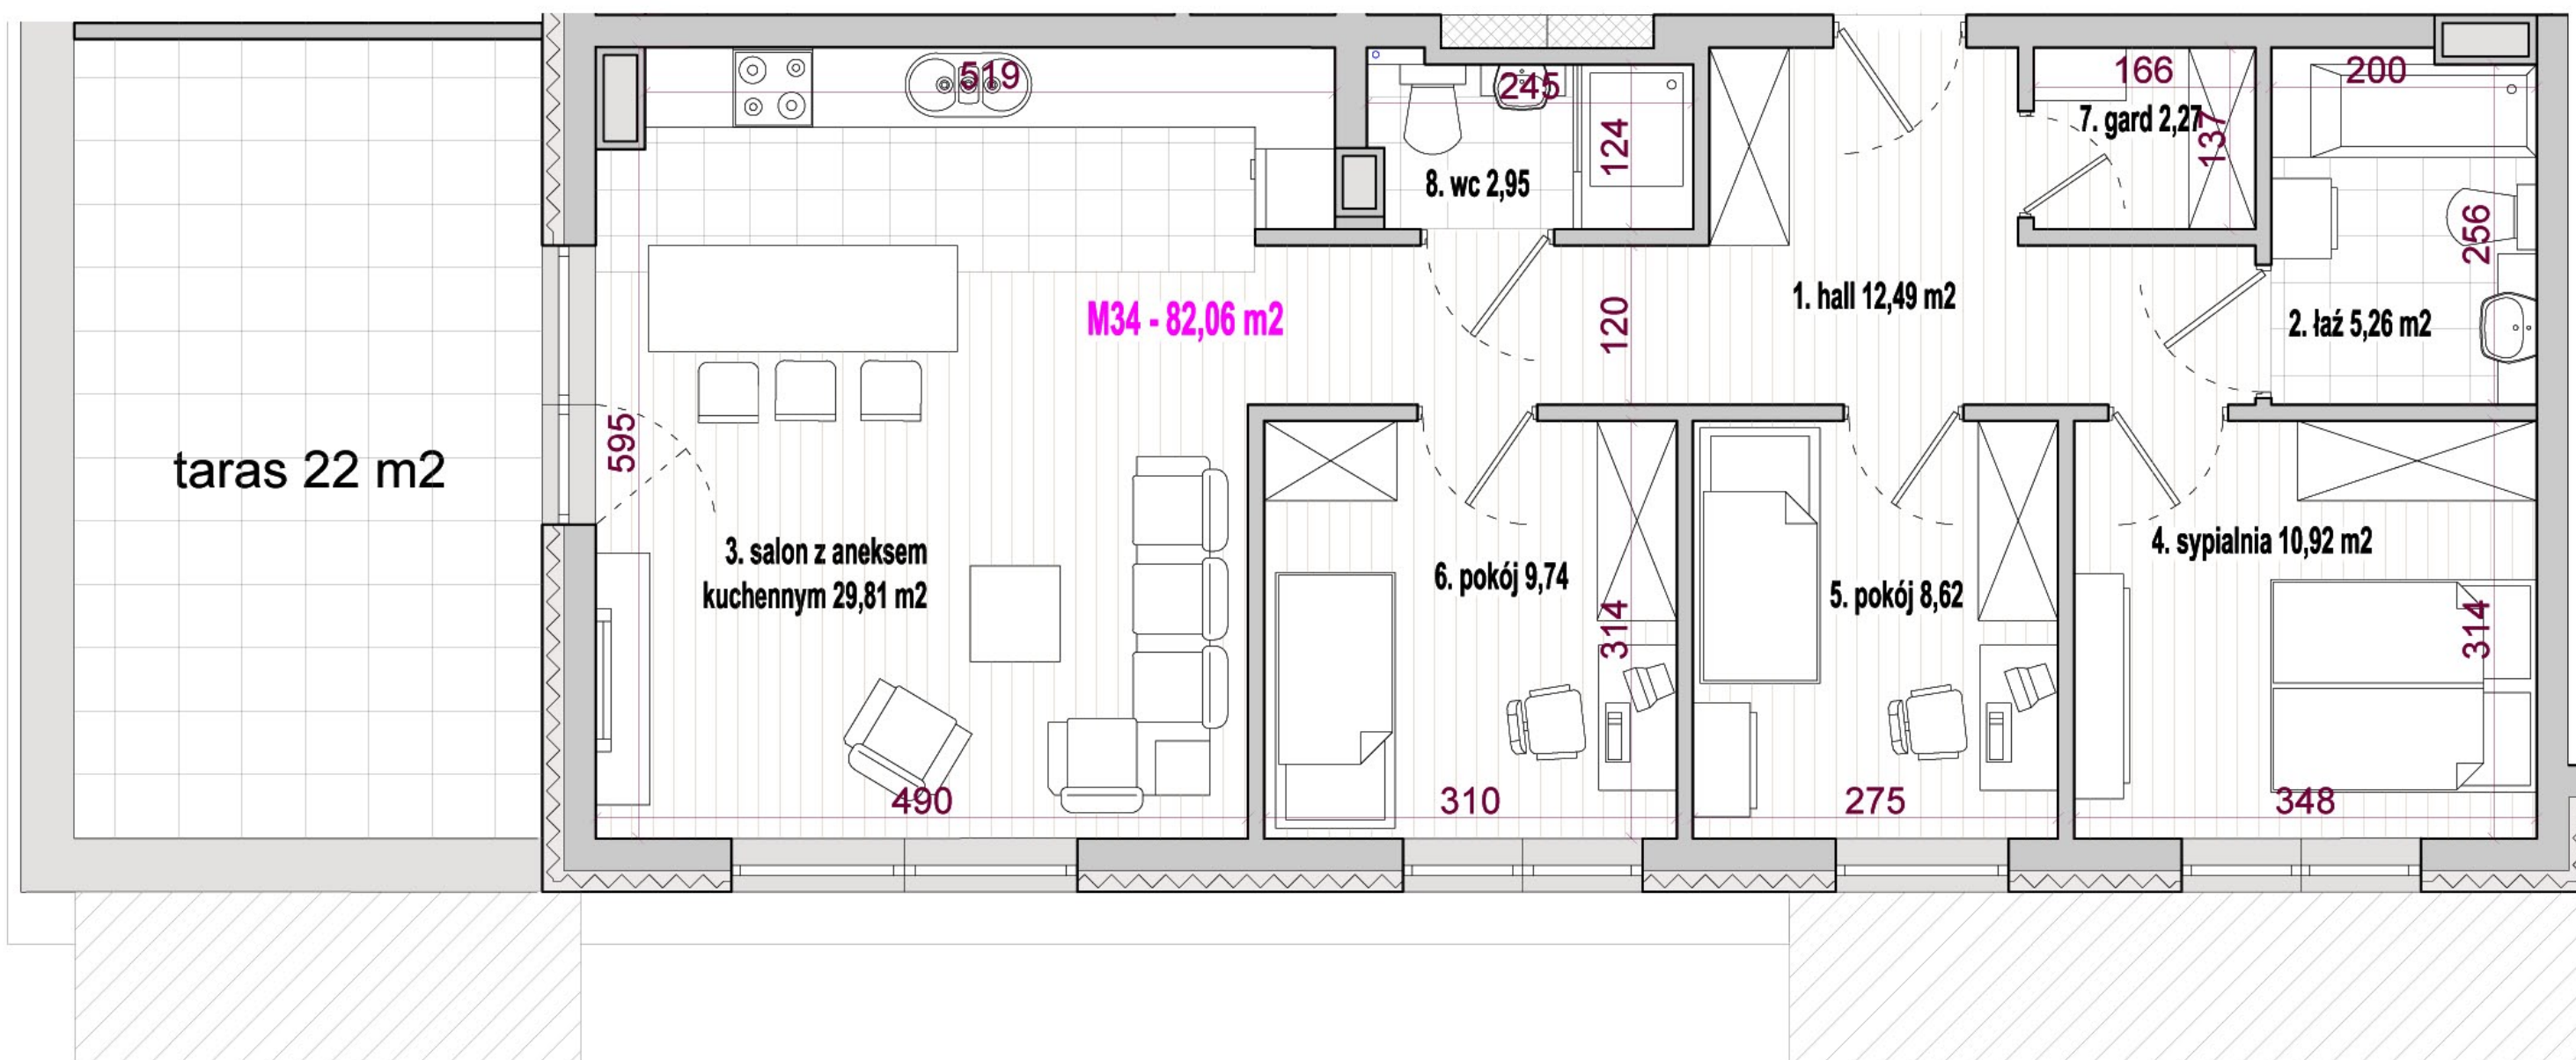 519
245
166
200
7. gard 2,27
137
124
8. wc 2,95
256
1. hall 12,49 m2
M34 - 82,06 m2
120
2. łaź 5,26 m2
595
taras 22 m2
3. salon z aneksem
kuchennym 29,81 m2
4. sypialnia 10,92 m2
6. pokój 9,74
5. pokój 8,62
314
314
490
310
275
348